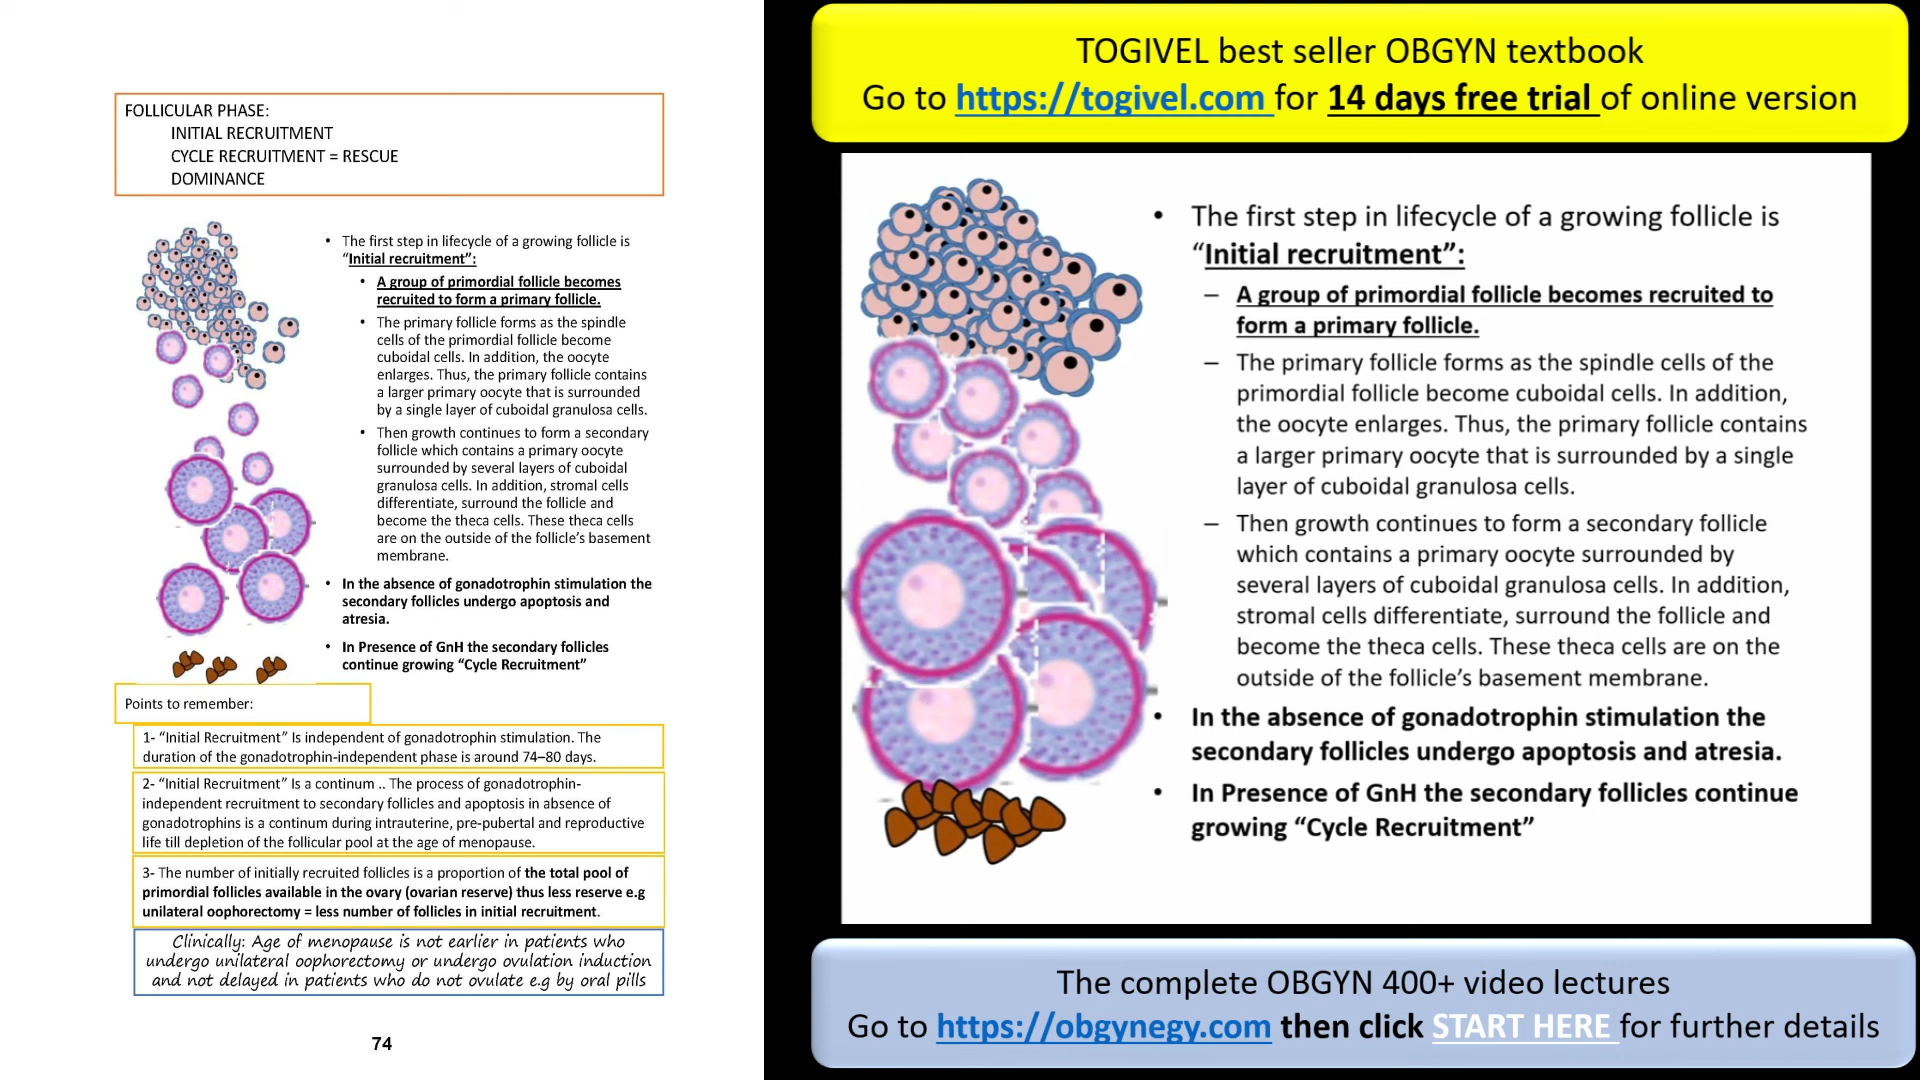 FOLLICULAR PHASE:
INITIAL RECRUITMENT
CYCLE RECRUITMENT = RESCUE
DOMINANCE
• The first step in lifecycle of a growing follicle is
“Initial recruitment”:
• A group of primordial follicle becomes
recruited to form a primary follicle.
• The primary follicle forms as the spindle
cells of the primordial follicle become
cuboidal cells. In addition, the oocyte
enlarges. Thus, the primary follicle contains
a larger primary oocyte that is surrounded
by a single layer of cuboidal granulosa cells.
• Then growth continues to form a secondary
follicle which contains a primary oocyte
surrounded by several layers of cuboidal
granulosa cells. In addition, stromal cells
differentiate, surround the follicle and
become the theca cells. These theca cells
are on the outside of the follicle’s basement
membrane.
• In the absence of gonadotrophin stimulation the
secondary follicles undergo apoptosis and
atresia.
• In Presence of GnH the secondary follicles
continue growing “Cycle Recruitment”
Points to remember:
1- “Initial Recruitment” Is independent of gonadotrophin stimulation. The
duration of the gonadotrophin-independent phase is around 74–80 days.
2- “Initial Recruitment” Is a continum .. The process of gonadotrophin-
independent recruitment to secondary follicles and apoptosis in absence of
gonadotrophins is a continum during intrauterine, pre-pubertal and reproductive
life till depletion of the follicular pool at the age of menopause.
3- The number of initially recruited follicles is a proportion of the total pool of
primordial follicles available in the ovary (ovarian reserve) thus less reserve e.g
unilateral oophorectomy = less number of follicles in initial recruitment.
Clinically: Age of menopause is not earlier in patients who
undergo unilateral oophorectomy or undergo ovulation induction
and not delayed in patients who do not ovulate e.g by oral pills
74
TOGIVEL best seller OBGYN textbook
Go to https://togivel.com for 14 days free trial of online version
• The first step in lifecycle of a growing follicle is
“Initial recruitment”:
– A group of primordial follicle becomes recruited to
form a primary follicle.
– The primary follicle forms as the spindle cells of the
primordial follicle become cuboidal cells. In addition,
the oocyte enlarges. Thus, the primary follicle contains
a larger primary oocyte that is surrounded by a single
layer of cuboidal granulosa cells.
– Then growth continues to form a secondary follicle
which contains a primary oocyte surrounded by
several layers of cuboidal granulosa cells. In addition,
stromal cells differentiate, surround the follicle and
become the theca cells. These theca cells are on the
outside of the follicle’s basement membrane.
• In the absence of gonadotrophin stimulation the
secondary follicles undergo apoptosis and atresia.
• In Presence of GnH the secondary follicles continue
growing “Cycle Recruitment”
The complete OBGYN 400+ video lectures
Go to https://obgynegy.com then click START HERE for further details